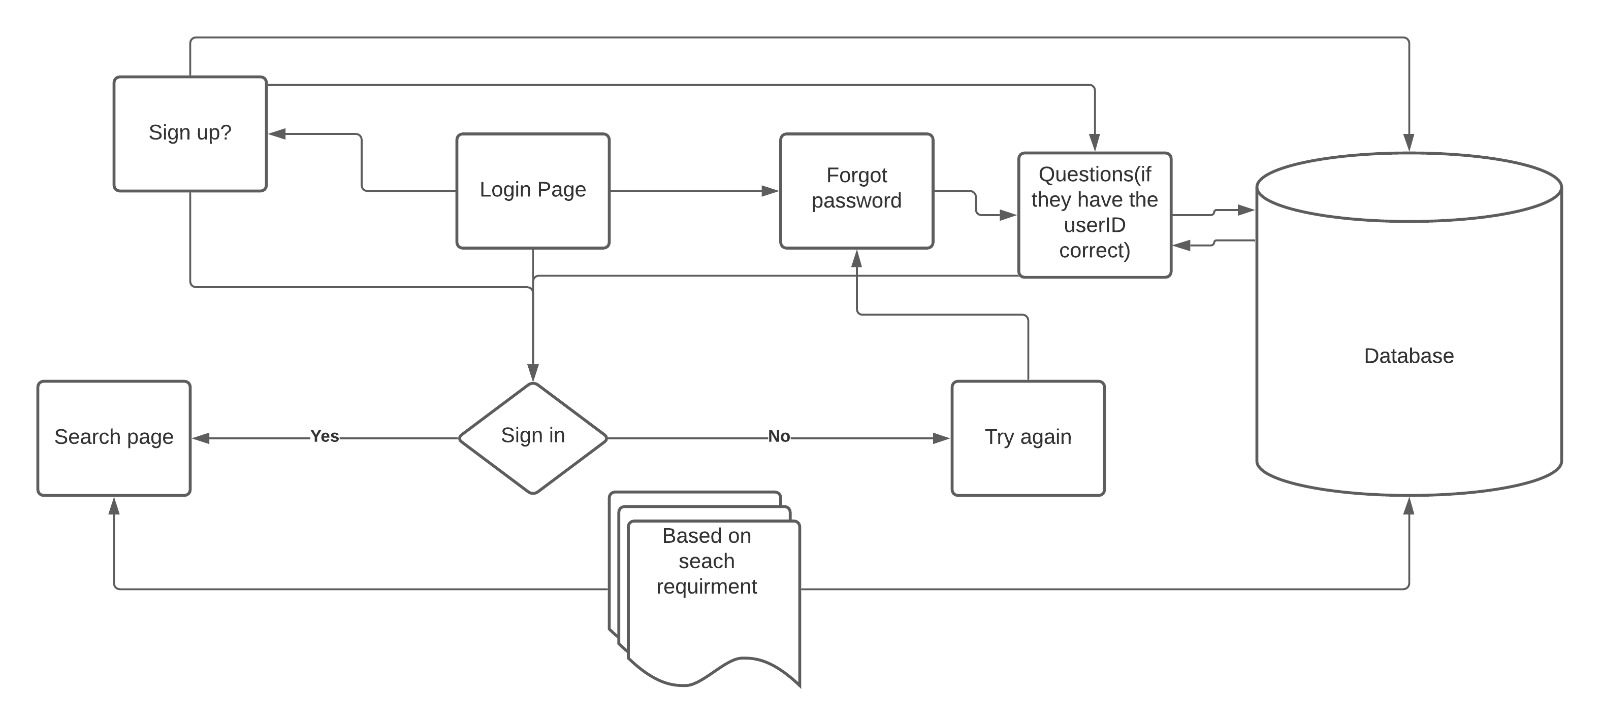 Sign up?
Login Page
Forgot
password
Questions(if
they have the
userID
correct)
Database
Search page
Yes
Sign in
No
Try again
Based on
seach
requirment